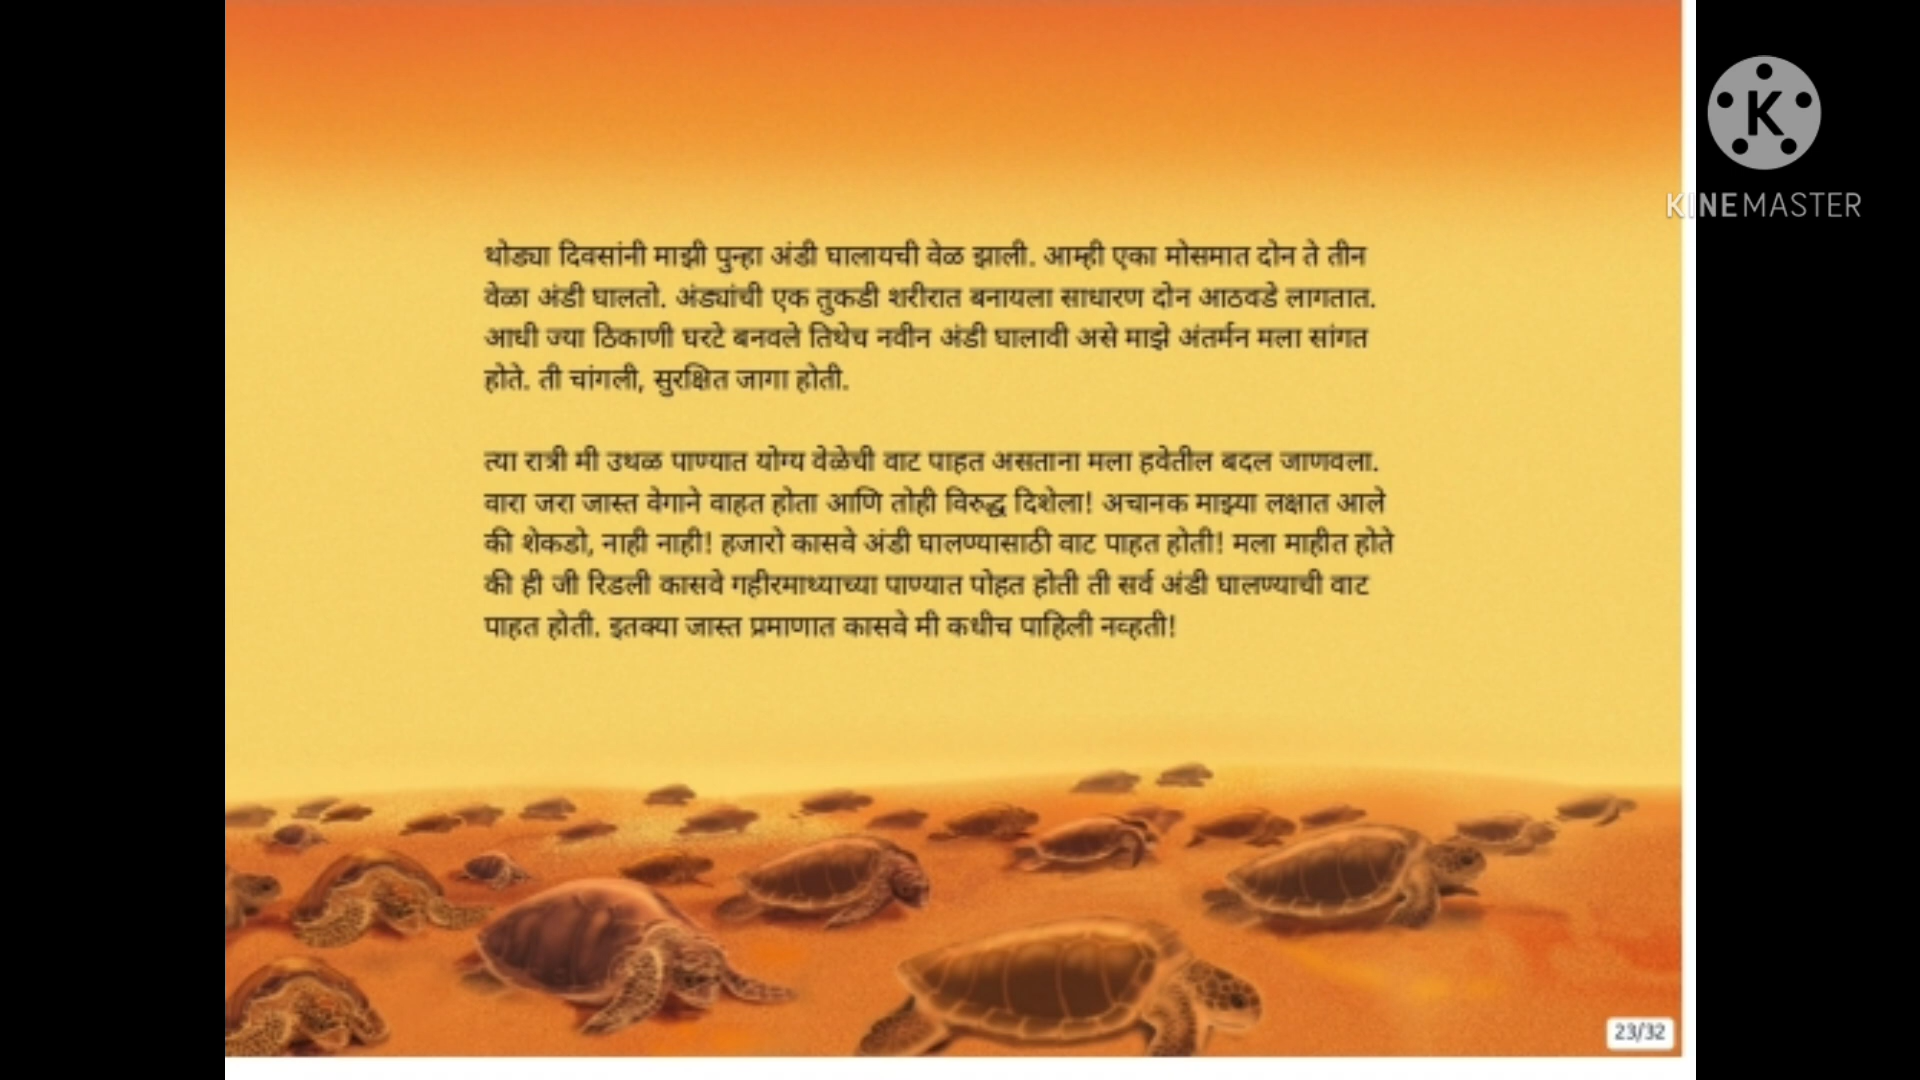 थोड्या दिवसांनी माझी पुन्हा अंडी घालायची वेळ झाली. आम्ही एका मोसमात दोन ते तीन
वेळा अंडी घालतो. अंड्यांची एक तुकडी शरीरात बनायला साधारण दोन आठवडे लागतात.
आधी ज्या ठिकाणी घरटे बनवले तिथेच नवीन अंडी घालावी असे माझे अंतर्मन मला सांगत
होते. ती चांगली, सुरक्षित जागा होती.
त्या रात्री मी उथळ पाण्यात योग्य वेळेची वाट पाहत असताना मला हवेतील बदल जाणवला.
वारा जरा जास्त वेगाने वाहत होता आणि तोही विरुद्ध दिशेला! अचानक माझ्या लक्षात आले
की शेकडो, नाही नाही! हजारो कासवे अंडी घालण्यासाठी वाट पाहत होती! मला माहीत होते
की ही जी रिडली कासवे गहीरमाथ्याच्या पाण्यात पोहत होती ती सर्व अंडी घालण्याची वाट
पाहत होती. इतक्या जास्त प्रमाणात कासवे मी कधीच पाहिली नव्हती!
23/32
K
KINEMASTER